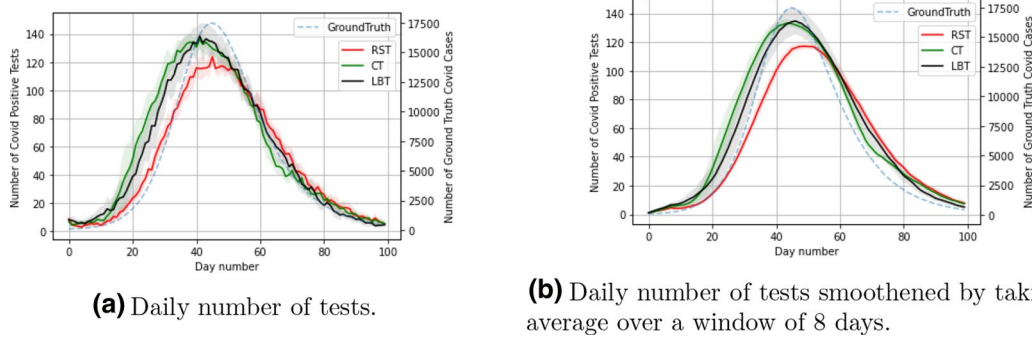 GroundTruth
RST
CT
LBT
Number of Covid Positive Tests
140
120
100
80
60
40
20
0
0 20 40 60 80 100
Day number
17500
15000
12500
10000
7500
5000
2500
0
Number of Ground Truth Covid Cases
(a) Daily number of tests.
GroundTruth
RST
CT
LBT
Number of Covid Positive Tests
140
120
100
80
60
40
20
0
0 20 40 60 80 100
Day number
17500
15000
12500
10000
7500
5000
2500
0
Number of Ground Truth Covid Cases
(b) Daily number of tests smoothened by taki
average over a window of 8 days.